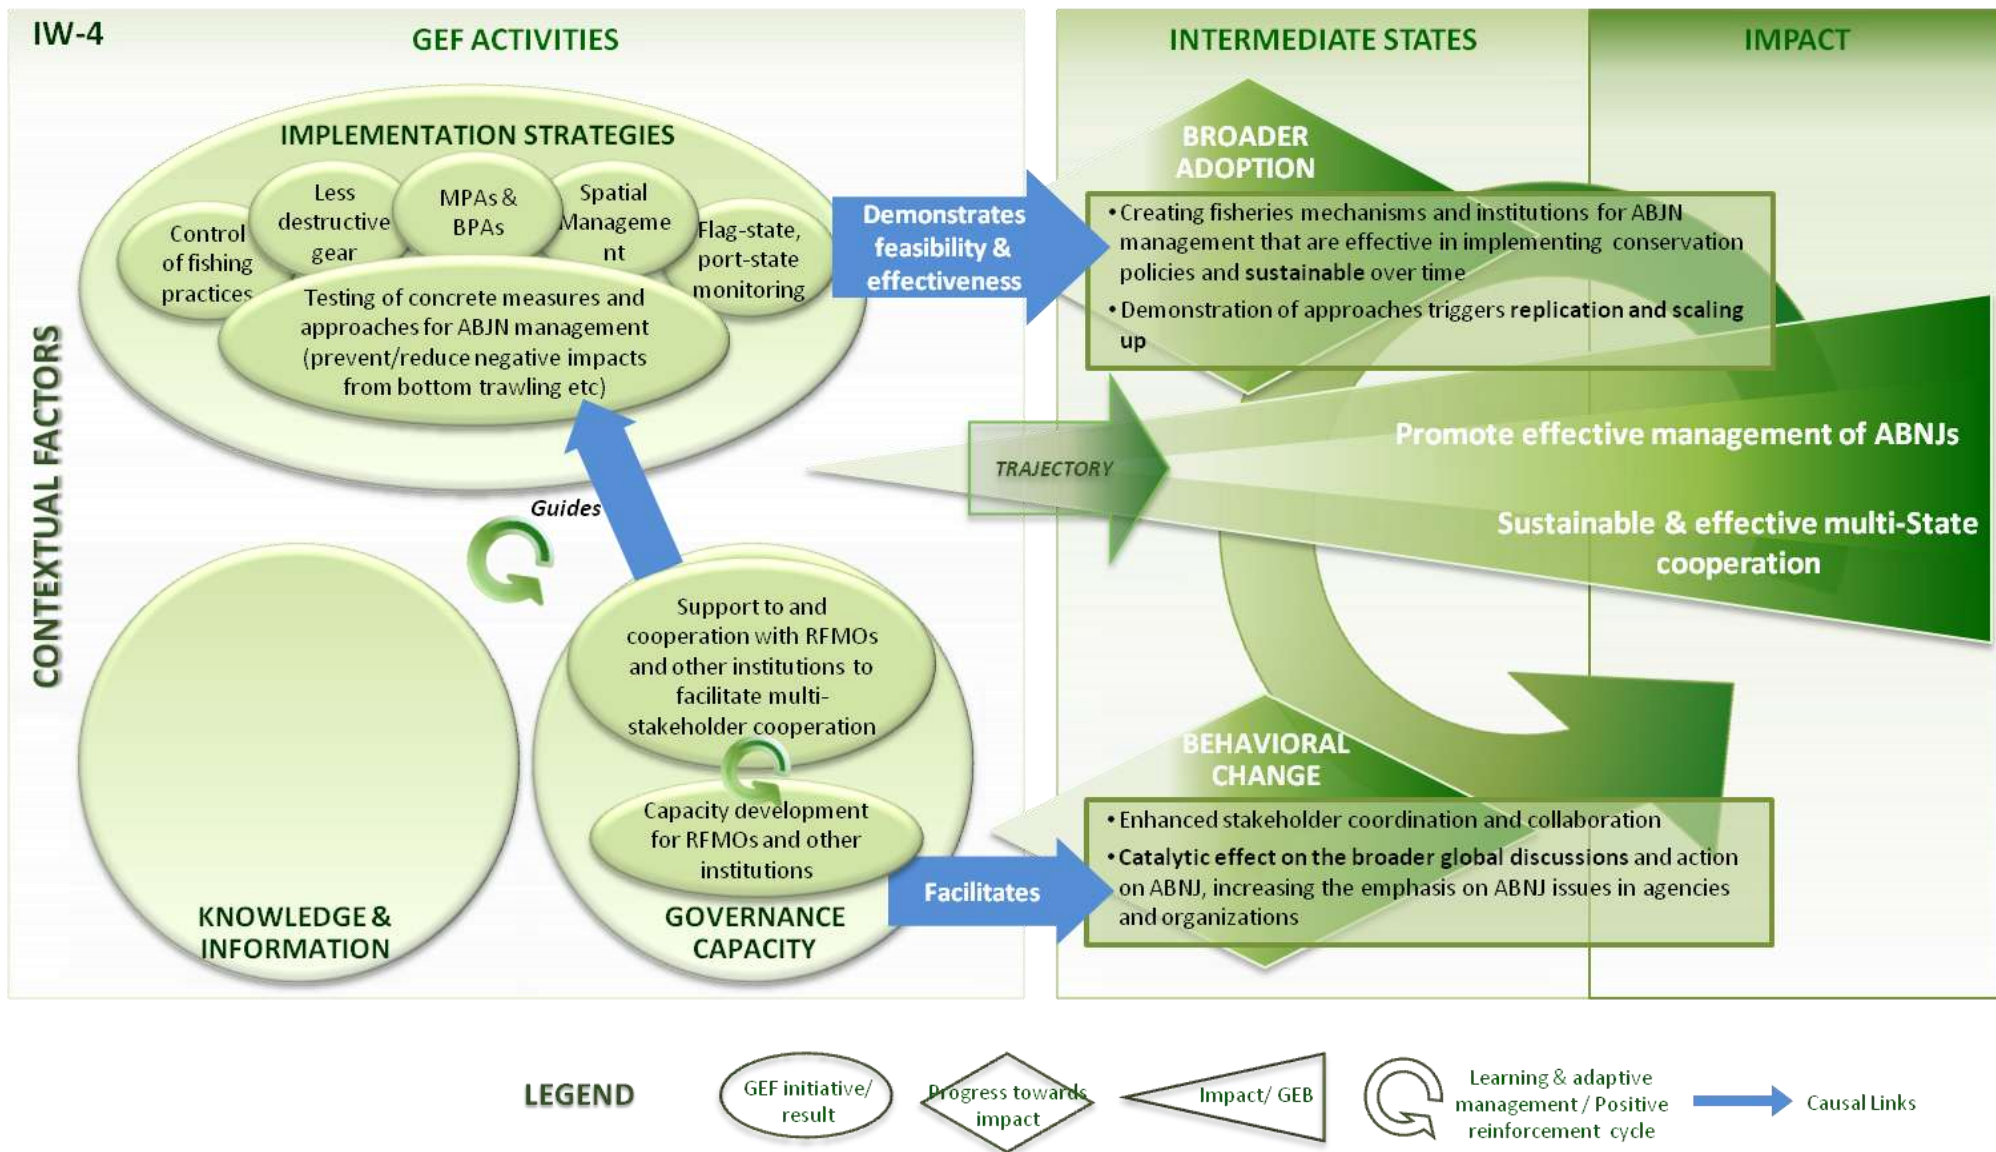 IW-4
GEF ACTIVITIES
INTERMEDIATE STATES
IMPACT
CONTEXTUAL FACTORS
IMPLEMENTATION STRATEGIES
Control
of fishing
practices
Less
destructive
gear
MPAs &
BPAs
Spatial
Manageme
nt
Flag-state,
port-state
monitoring
Testing of concrete measures and
approaches for ABJN management
(prevent/reduce negative impacts
from bottom trawling etc)
Demonstrates
feasibility &
effectiveness
BROADER
ADOPTION
• Creating fisheries mechanisms and institutions for ABJN
management that are effective in implementing conservation
policies and sustainable over time
• Demonstration of approaches triggers replication and scaling
up
TRAJECTORY
Promote effective management of ABNJs
Sustainable & effective multi-State
cooperation
Guides
Support to and
cooperation with RFMOs
and other institutions to
facilitate multi-
stakeholder cooperation
Capacity development
for RFMOs and other
institutions
KNOWLEDGE &
INFORMATION
GOVERNANCE
CAPACITY
Facilitates
BEHAVIORAL
CHANGE
• Enhanced stakeholder coordination and collaboration
• Catalytic effect on the broader global discussions and action
on ABNJ, increasing the emphasis on ABNJ issues in agencies
and organizations
LEGEND
GEF initiative/
result
Progress towards
impact
Impact/ GEB
Learning & adaptive
management / Positive
reinforcement cycle
Causal Links